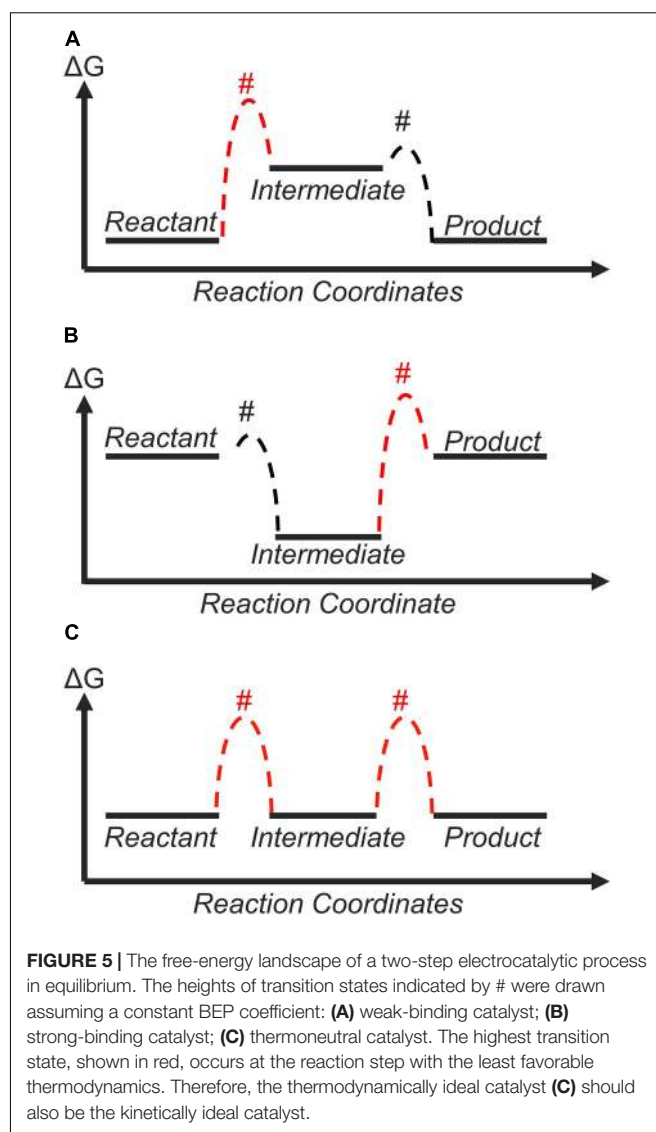 A
ΔG
#
#
Intermediate
Reactant
Product
Reaction Coordinates
B
ΔG
#
#
Reactant
Product
Intermediate
Reaction Coordinate
C
ΔG
#
#
Reactant
Intermediate
Product
Reaction Coordinates
FIGURE 5 | The free-energy landscape of a two-step electrocatalytic process
in equilibrium. The heights of transition states indicated by # were drawn
assuming a constant BEP coefficient: (A) weak-binding catalyst; (B)
strong-binding catalyst; (C) thermoneutral catalyst. The highest transition
state, shown in red, occurs at the reaction step with the least favorable
thermodynamics. Therefore, the thermodynamically ideal catalyst (C) should
also be the kinetically ideal catalyst.